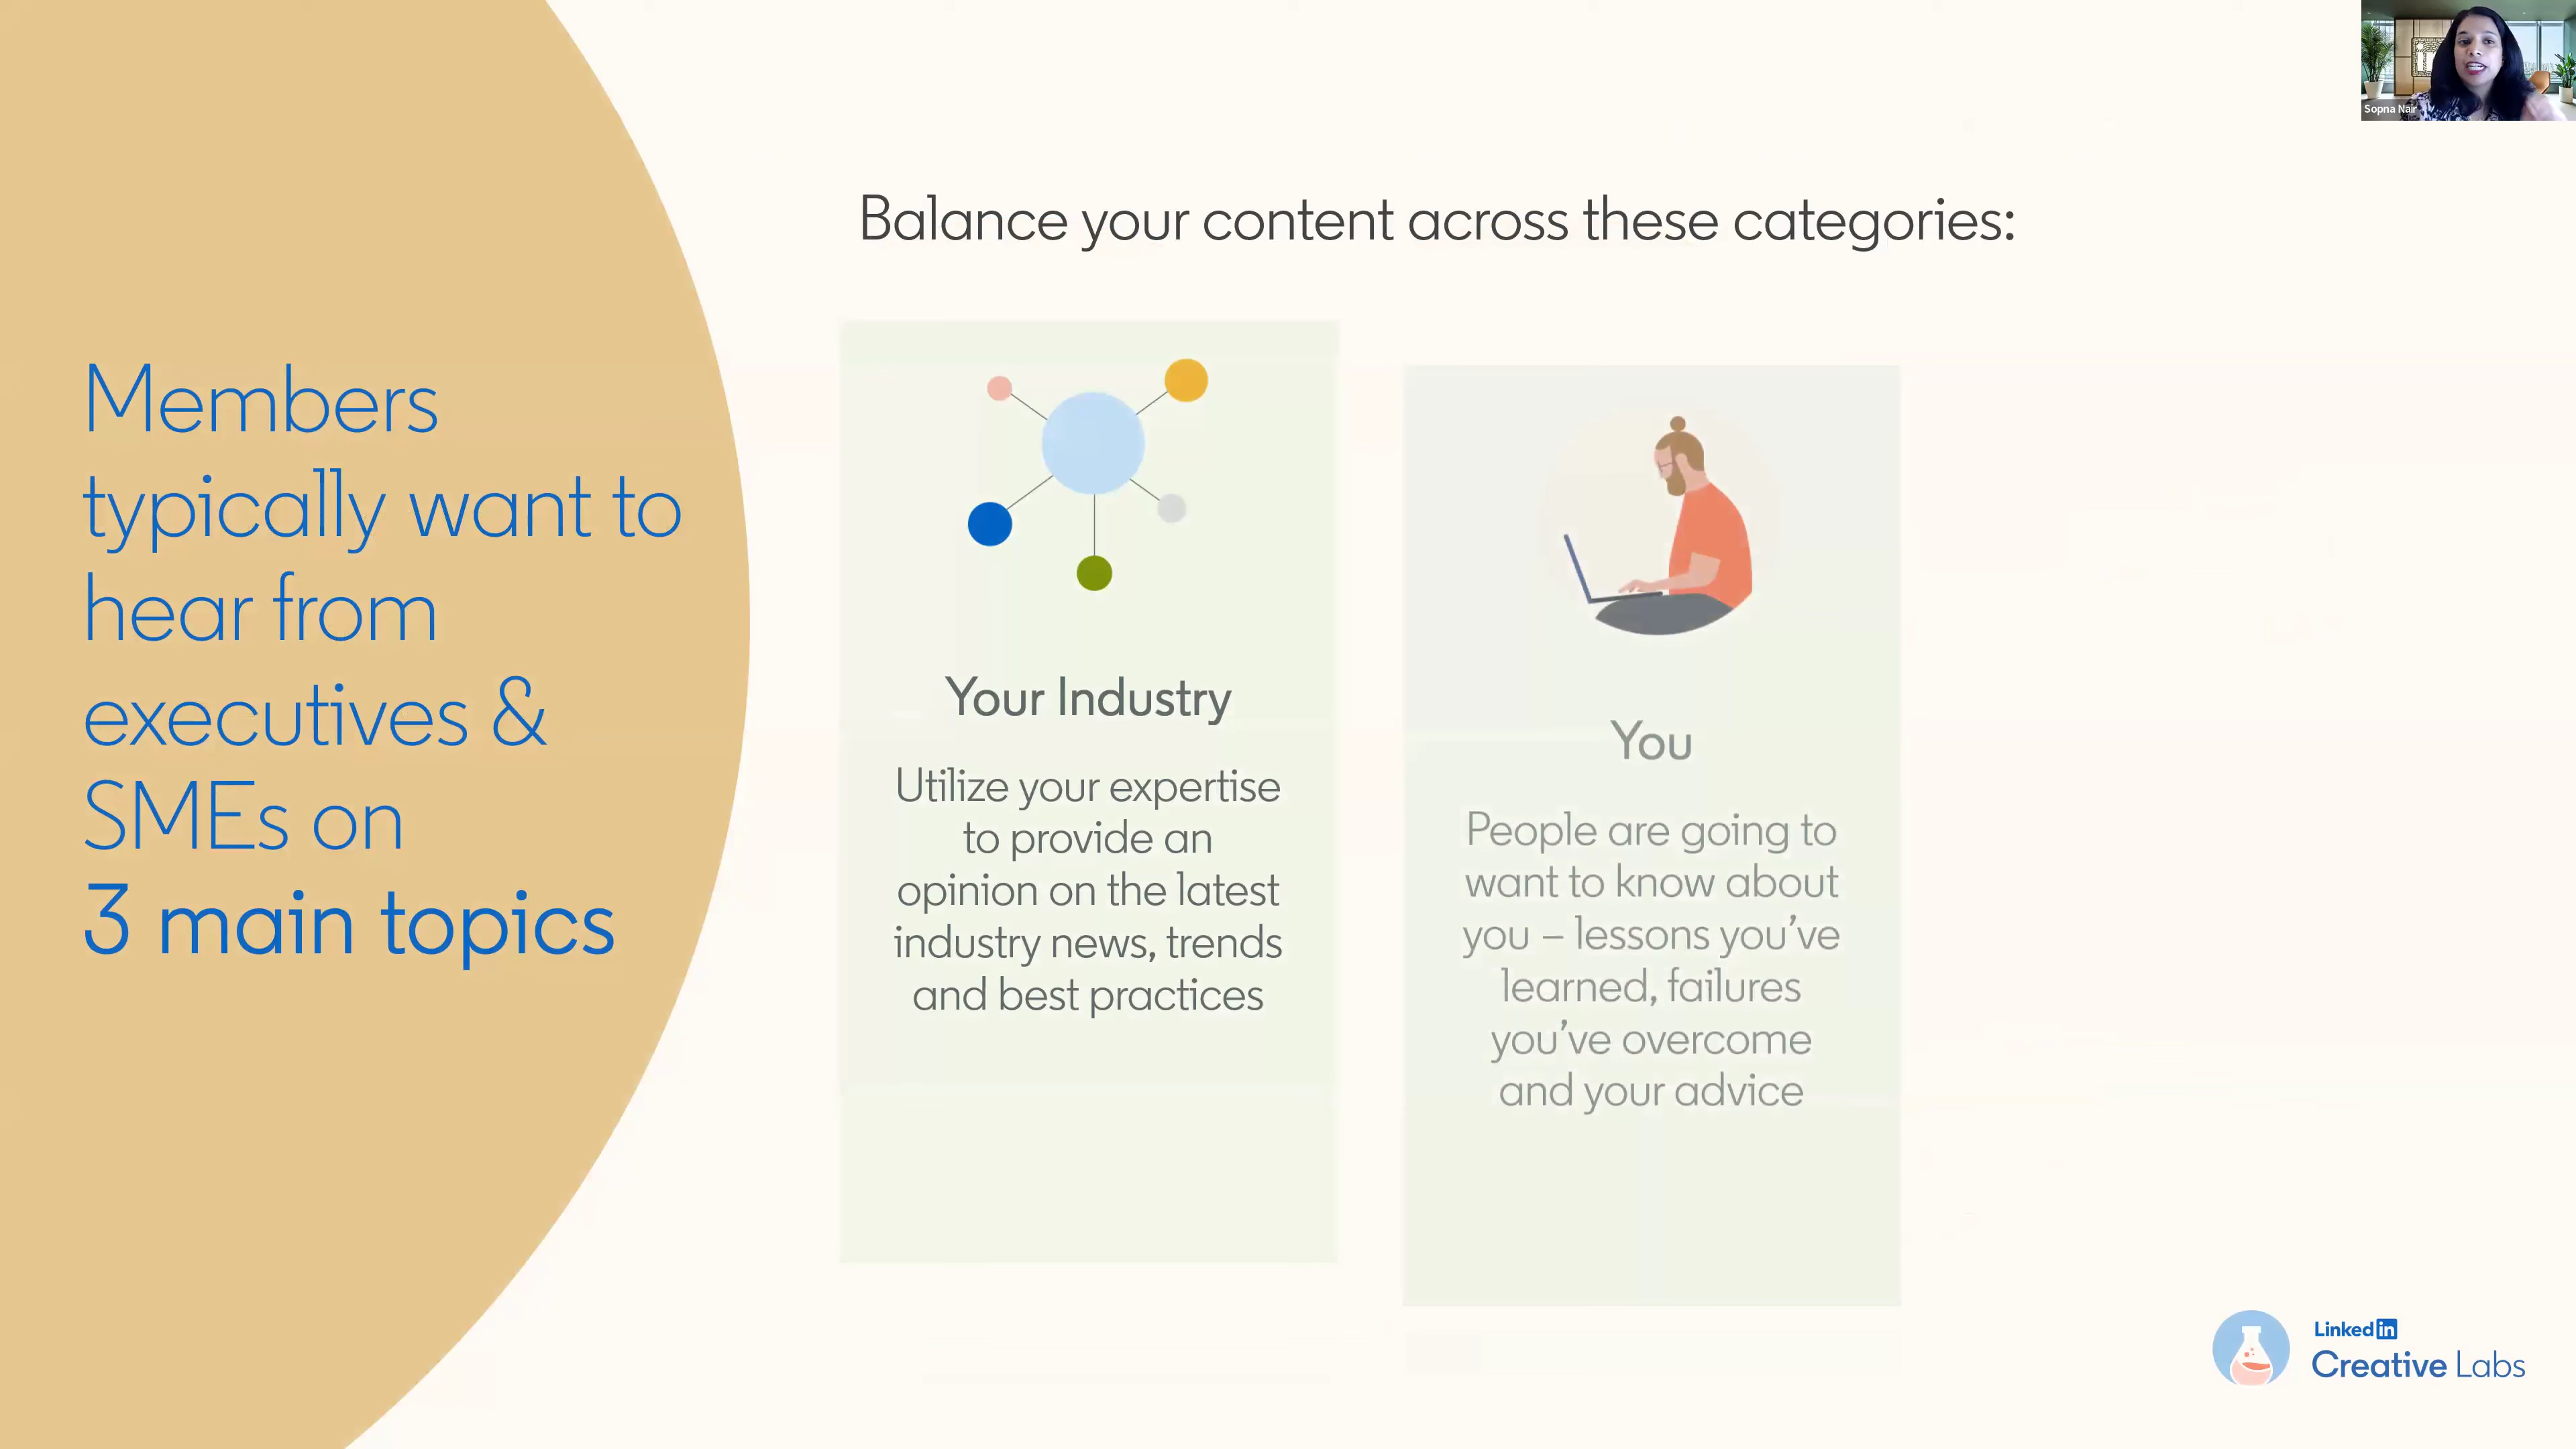 Members
typically want to
hear from
executives &
SMEs on
3 main topics
Balance your content across these categories:
Your Industry
Utilize your expertise
to provide an
opinion on the latest
industry news, trends
and best practices
You
People are going to
want to know about
you – lessons you’ve
learned, failures
you’ve overcome
and your advice
Sopna Nair
Linked in
Creative Labs